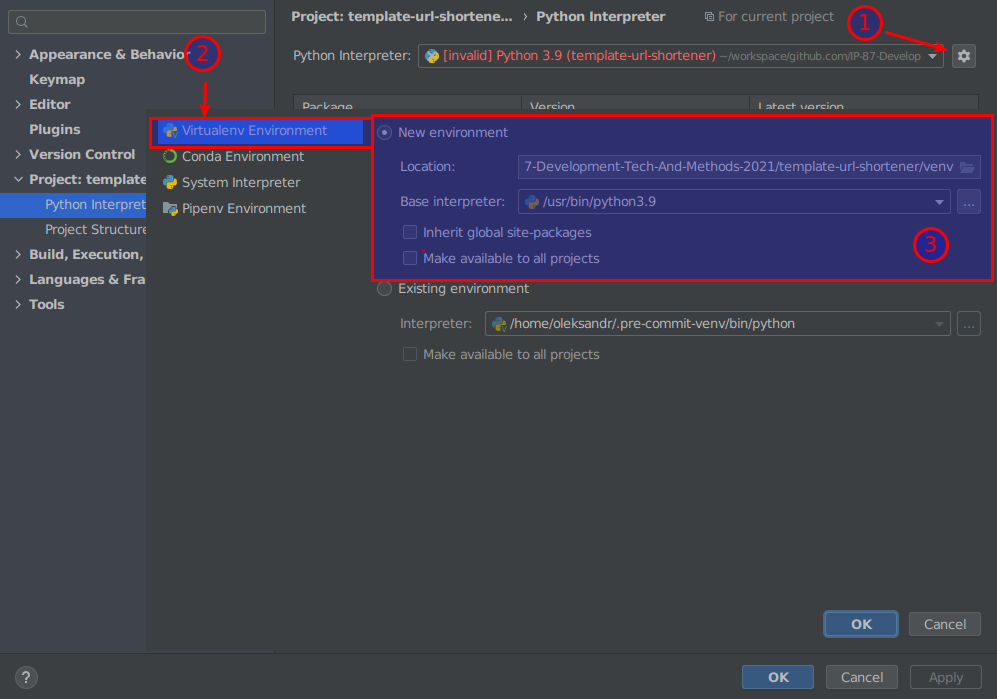 Project: template-url-shortene... › Python Interpreter
For current project
1
Appearance & Behavior
2
Python Interpreter:
[invalid] Python 3.9 (template-url-shortener) ~/workspace/github.com/IP-87-Develop
Keymap
Editor
Package
Version
Latest version
Plugins
Virtualenv Environment
New environment
Version Control
Conda Environment
Location:
7-Development-Tech-And-Methods-2021/template-url-shortener/venv
Project: template
System Interpreter
Python Interpret
Pipenv Environment
Base interpreter:
/usr/bin/python3.9
...
Project Structure
Inherit global site-packages
3
Build, Execution,
Make available to all projects
Languages & Fra
Existing environment
Tools
Interpreter:
/home/oleksandr/.pre-commit-venv/bin/python
...
Make available to all projects
OK
Cancel
?
OK
Cancel
Apply